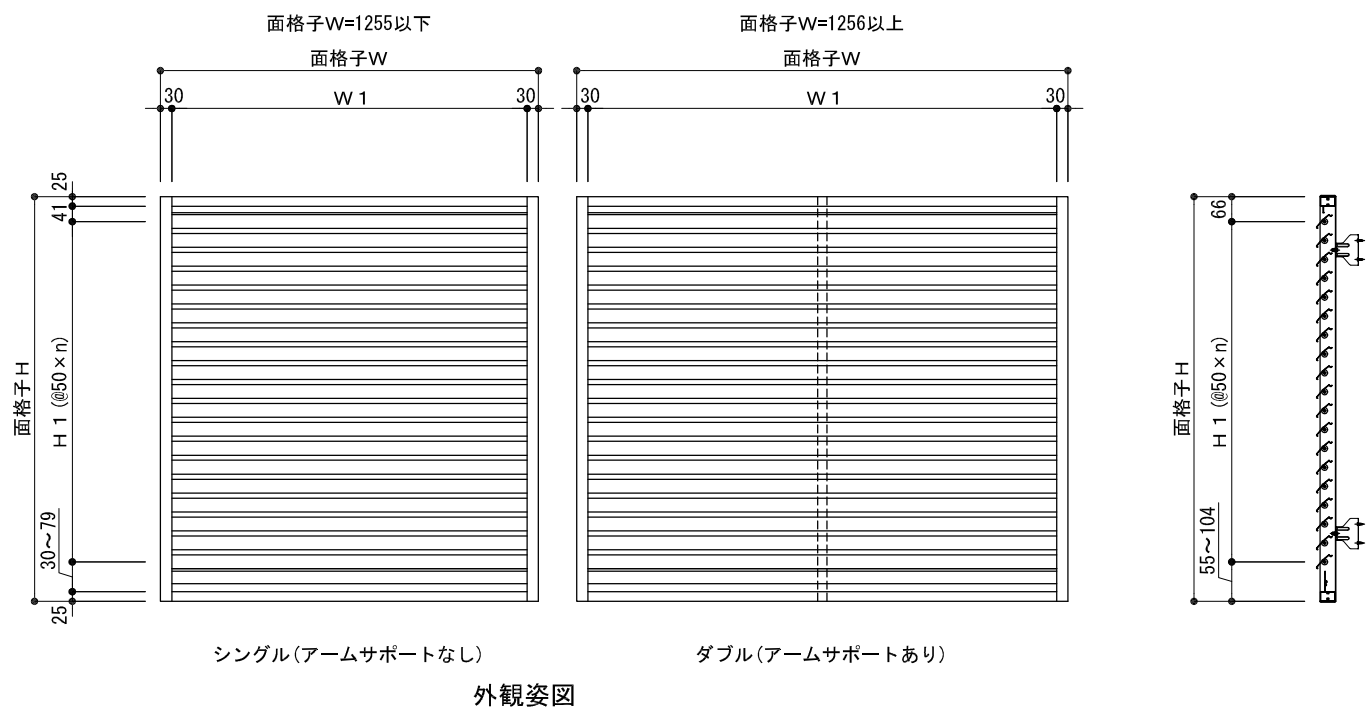 面格子W=1255以下
面格子W=1256以上
面格子W
面格子W
30
W1
30
30
W1
30
25
41
H1(@50×n)
面格子H
30~79
25
66
H1(@50×n)
面格子H
55~104
シングル(アームサポートなし)
ダブル(アームサポートあり)
外観姿図